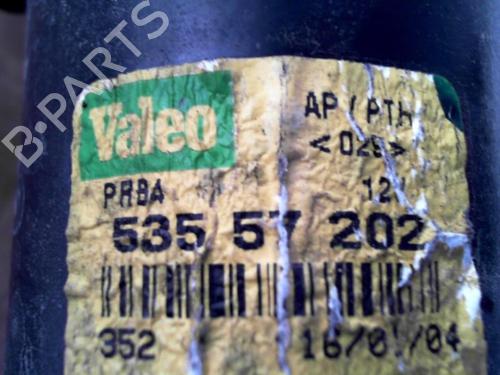 B-PARTS
Valeo
AP / PTH
PRBA
12
535 57 202
352